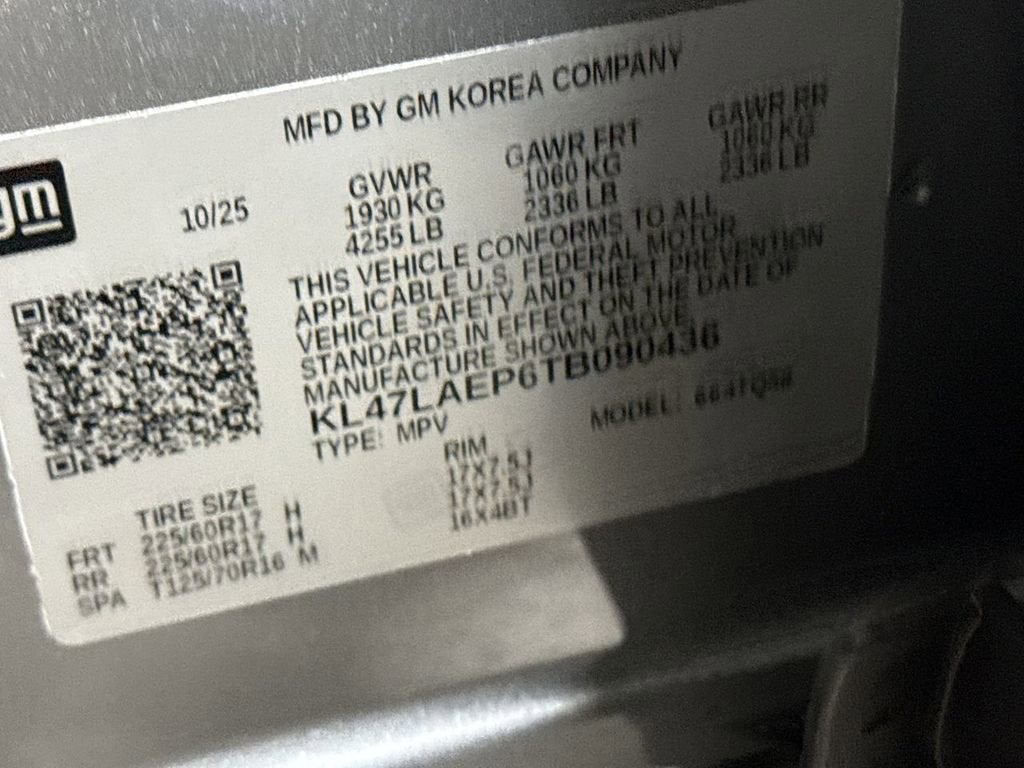 MFD BY GM KOREA COMPANY
gm
10/25
GVWR GAWR FRT GAWR RR
1930 KG 1060 KG 1060 KG
4255 LB 2336 LB 2336 LB
THIS VEHICLE CONFORMS TO ALL
APPLICABLE U.S. FEDERAL MOTOR
VEHICLE SAFETY AND THEFT PREVENTION
STANDARDS IN EFFECT ON THE DATE OF
MANUFACTURE SHOWN ABOVE
KL47LAEP6TB090436
TYPE: MPV MODEL:
TIRE SIZE RIM
FRT 225/60R17 H 17X7.5J
RR 225/60R17 H 17X7.5J
SPA T125/70R16 M 16X4BT